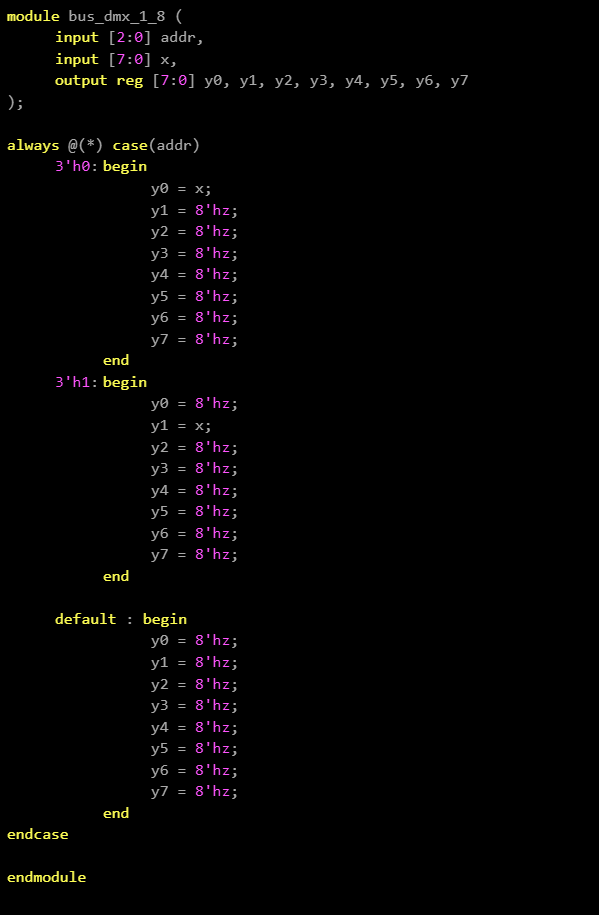 module bus_dmx_1_8 (
input [2:0] addr,
input [7:0] x,
output reg [7:0] y0, y1, y2, y3, y4, y5, y6, y7
);
always @(*) case(addr)
3'h0: begin
y0 = x;
y1 = 8'hz;
y2 = 8'hz;
y3 = 8'hz;
y4 = 8'hz;
y5 = 8'hz;
y6 = 8'hz;
y7 = 8'hz;
end
3'h1: begin
y0 = 8'hz;
y1 = x;
y2 = 8'hz;
y3 = 8'hz;
y4 = 8'hz;
y5 = 8'hz;
y6 = 8'hz;
y7 = 8'hz;
end
default : begin
y0 = 8'hz;
y1 = 8'hz;
y2 = 8'hz;
y3 = 8'hz;
y4 = 8'hz;
y5 = 8'hz;
y6 = 8'hz;
y7 = 8'hz;
end
endcase
endmodule